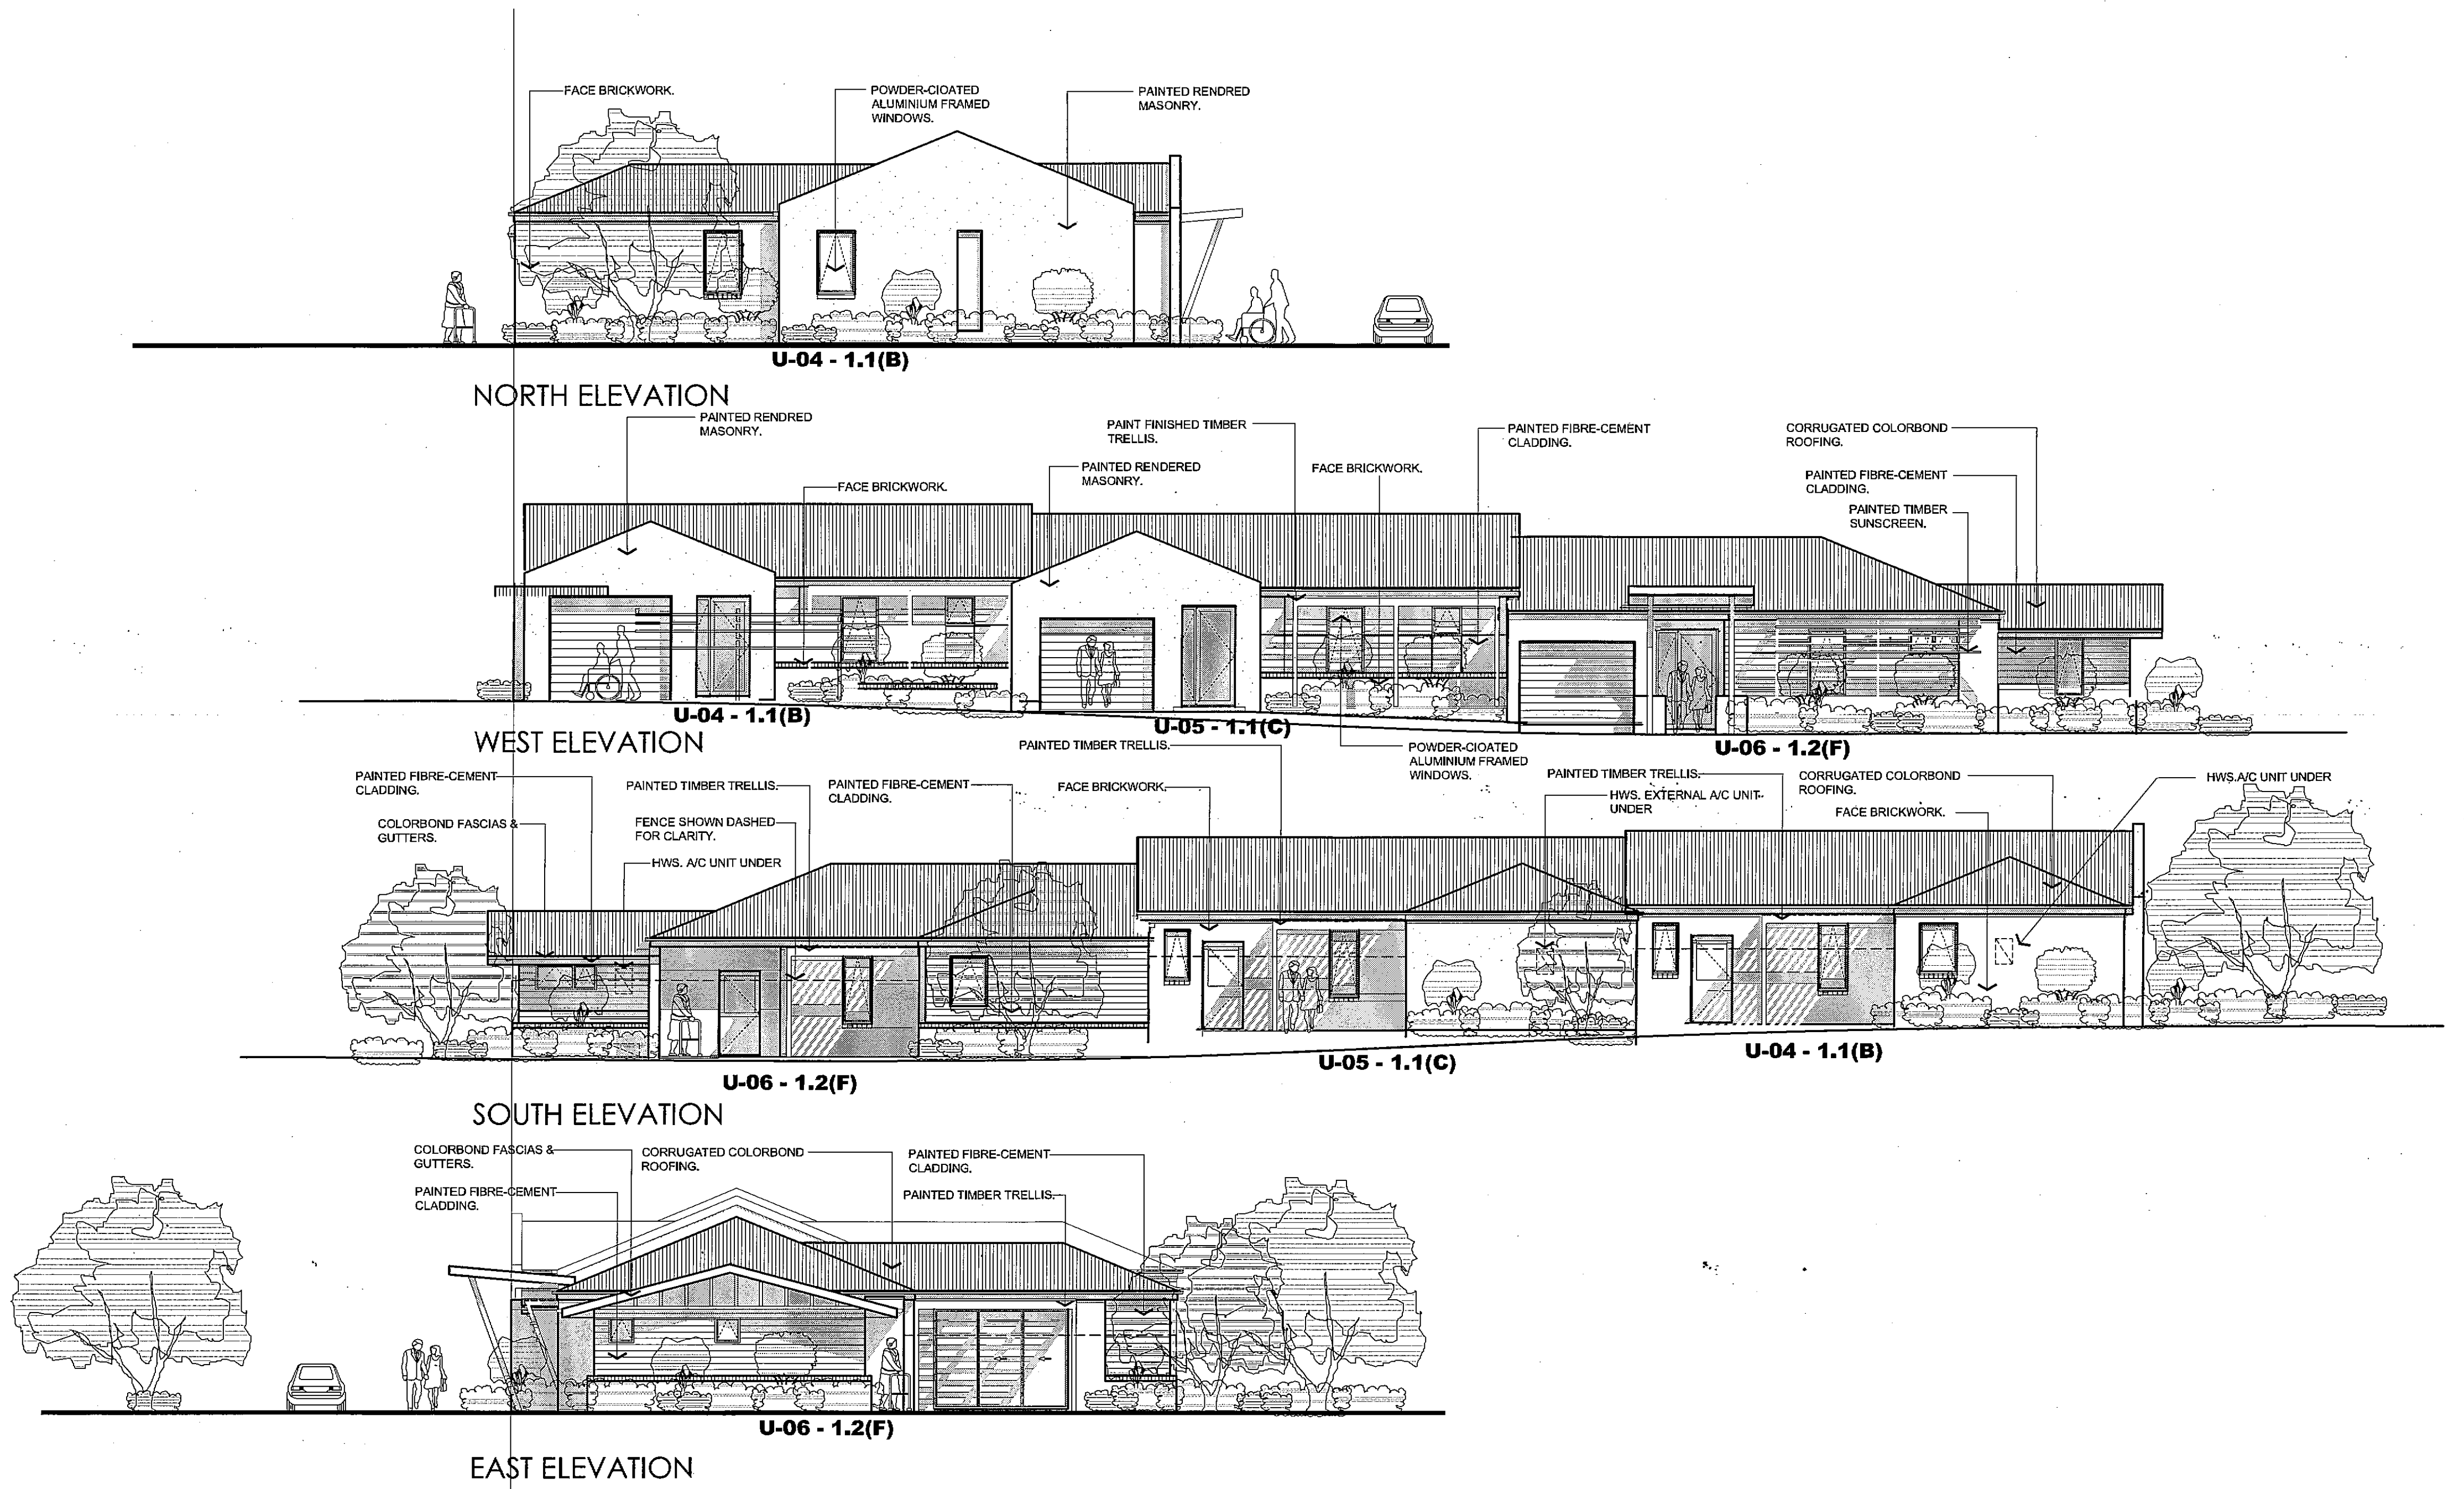 FACE BRICKWORK.
POWDER-CIOATED
ALUMINIUM FRAMED
WINDOWS.
PAINTED RENDRED
MASONRY.
U-04 - 1.1(B)
NORTH ELEVATION
PAINTED RENDRED
MASONRY.
FACE BRICKWORK.
PAINTED RENDERED
MASONRY.
PAINT FINISHED TIMBER
TRELLIS.
FACE BRICKWORK.
PAINTED FIBRE-CEMENT
CLADDING.
CORRUGATED COLORBOND
ROOFING.
PAINTED FIBRE-CEMENT
CLADDING.
PAINTED TIMBER
SUNSCREEN.
U-04 - 1.1(B)
U-05 - 1.1(C)
U-06 - 1.2(F)
POWDER-CIOATED
ALUMINIUM FRAMED
WINDOWS.
WEST ELEVATION
PAINTED FIBRE-CEMENT
CLADDING.
COLORBOND FASCIAS &
GUTTERS.
PAINTED TIMBER TRELLIS.
FENCE SHOWN DASHED
FOR CLARITY.
HWS. A/C UNIT UNDER
PAINTED FIBRE-CEMENT
CLADDING.
PAINTED TIMBER TRELLIS.
FACE BRICKWORK.
PAINTED TIMBER TRELLIS.
HWS. EXTERNAL A/C UNIT
UNDER
CORRUGATED COLORBOND
ROOFING.
FACE BRICKWORK.
HWS.A/C UNIT UNDER
U-06 - 1.2(F)
U-05 - 1.1(C)
U-04 - 1.1(B)
SOUTH ELEVATION
COLORBOND FASCIAS &
GUTTERS.
PAINTED FIBRE-CEMENT
CLADDING.
CORRUGATED COLORBOND
ROOFING.
PAINTED FIBRE-CEMENT
CLADDING.
PAINTED TIMBER TRELLIS.
U-06 - 1.2(F)
EAST ELEVATION